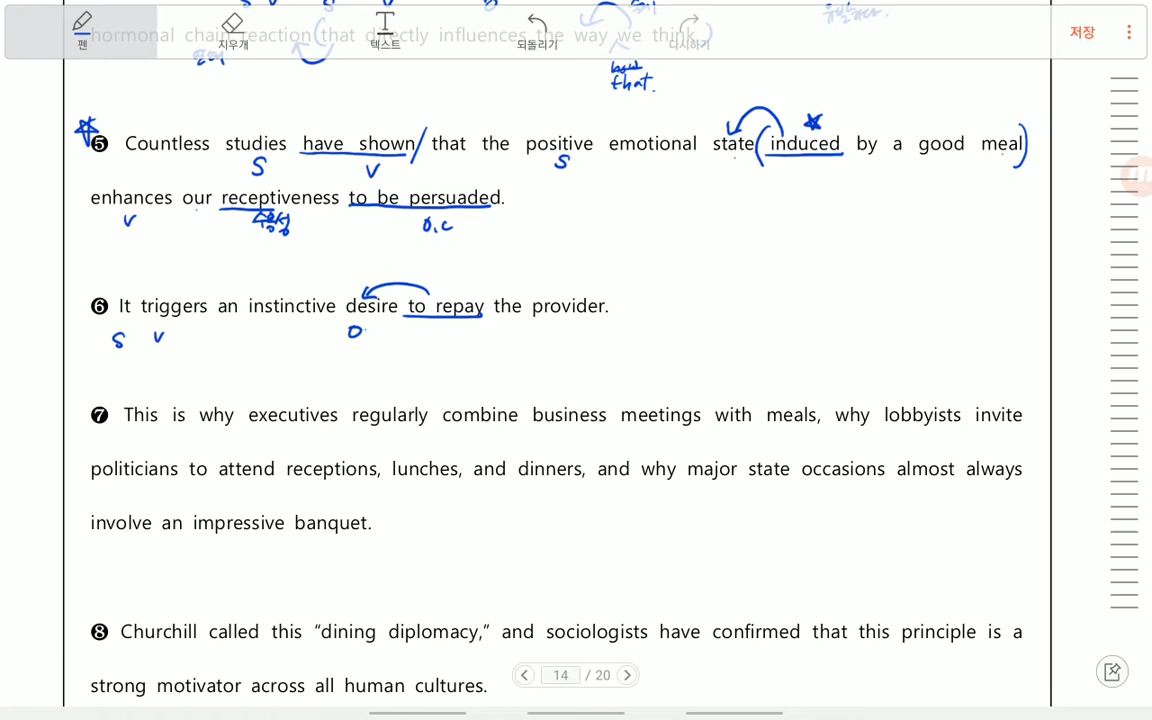 hormonal chain reaction (that directly influences the way we think.)
펜
지우개
텍스트
되돌리기
다시하기
저장
that.
❺ Countless studies have shown / that the positive emotional state (induced by a good meal)
S V S
enhances our receptiveness to be persuaded.
V 수용성 O.C
❻ It triggers an instinctive desire to repay the provider.
S V O
❼ This is why executives regularly combine business meetings with meals, why lobbyists invite
politicians to attend receptions, lunches, and dinners, and why major state occasions almost always
involve an impressive banquet.
❽ Churchill called this “dining diplomacy,” and sociologists have confirmed that this principle is a
strong motivator across all human cultures.
14 / 20